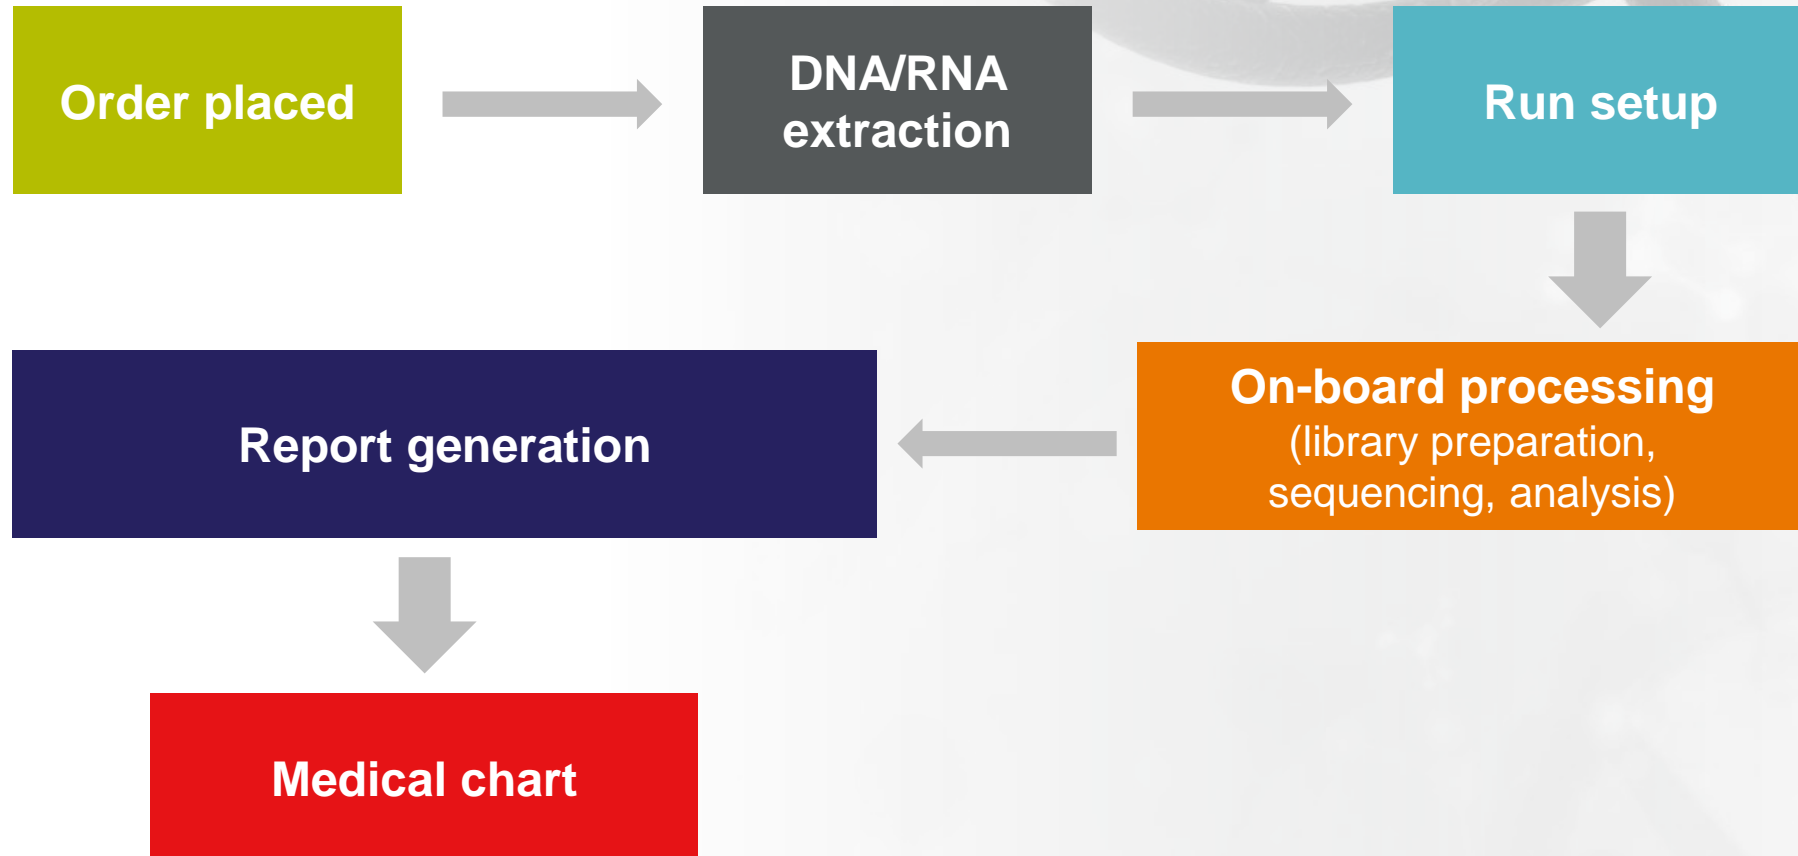 Order placed
DNA/RNA
extraction
Run setup
On-board processing
(library preparation,
sequencing, analysis)
Report generation
Medical chart